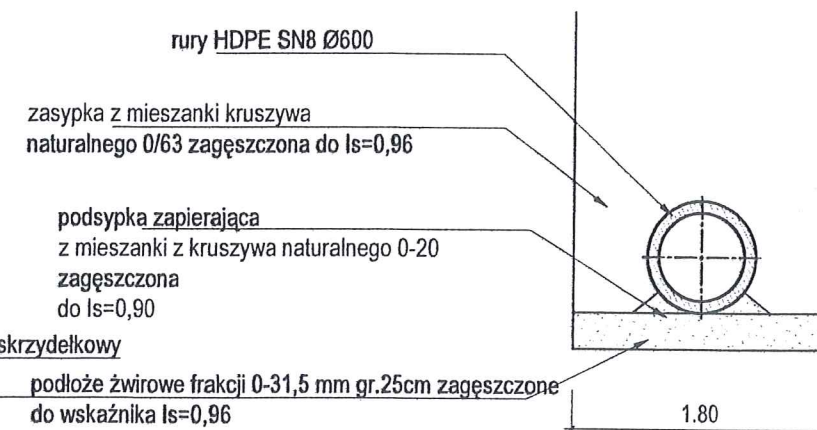 rury HDPE SN8 Ø600
zasypka z mieszanki kruszywa
naturalnego 0/63 zagęszczona do Is=0,96
podsypka zapierająca
z mieszanki z kruszywa naturalnego 0-20
zagęszczona
do Is=0,90
skrzydełkowy
podłoże żwirowe frakcji 0-31,5 mm gr.25cm zagęszczone
do wskaźnika Is=0,96
1.80